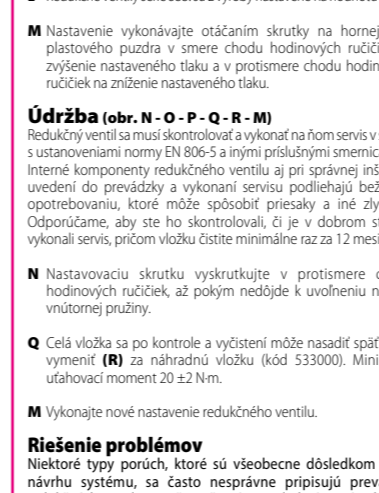 M Nastavenie vykonávajte otáčaním skrutky na hornej
plastového puzdra v smere chodu hodinových ručiči
zvýšenie nastaveného tlaku a v protismere chodu hodin
ručičiek na zníženie nastaveného tlaku.
Údržba (obr. N - O - P - Q - R - M)
Redukčný ventil sa musí skontrolovať a vykonať na ňom servis v s
s ustanoveniami normy EN 806-5 a inými príslušnými smernic
Interné komponenty redukčného ventilu aj pri správnej inš
uvedení do prevádzky a vykonaní servisu podliehajú bež
opotrebovaniu, ktoré môže spôsobiť priesaky a iné zly
Odporúčame, aby ste ho skontrolovali, či je v dobrom st
vykonali servis, pričom vložku čistite minimálne raz za 12 mesi
N Nastavovaciu skrutku vyskrutkujte v protismere c
hodinových ručičiek, až pokým nedôjde k uvoľneniu n
vnútornej pružiny.
Q Celá vložka sa po kontrole a vyčistení môže nasadiť späť
vymeniť (R) za náhradnú vložku (kód 533000). Mini
uťahovací moment 20 ±2 N·m.
M Vykonajte nové nastavenie redukčného ventilu.
Riešenie problémov
Niektoré typy porúch, ktoré sú všeobecne dôsledkom
návrhu systému, sa často nesprávne pripisujú prev